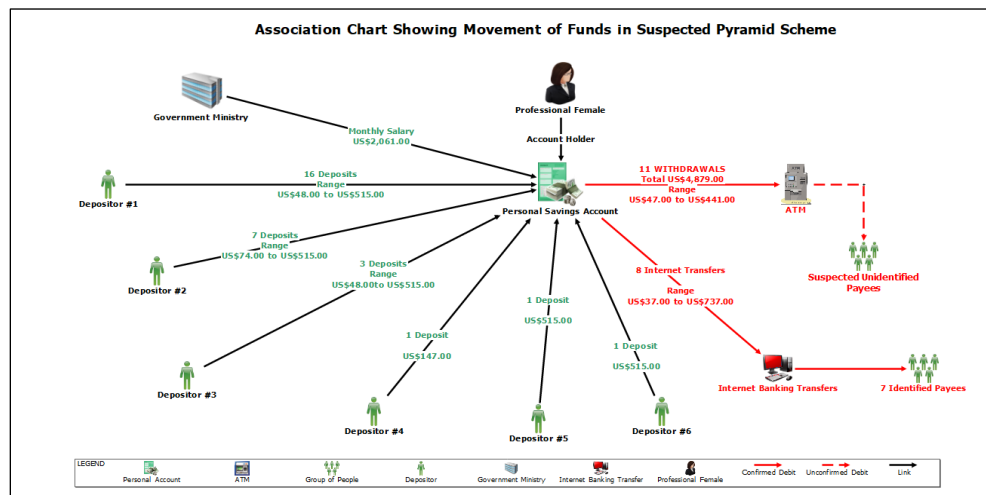 Association Chart Showing Movement of Funds in Suspected Pyramid Scheme
Government Ministry
Professional Female
Monthly Salary
US$2,061.00
Account Holder
16 Deposits
Range
US$48.00 to US$515.00
Depositor #1
Personal Savings Account
11 WITHDRAWALS
Total US$4,879.00
Range
US$47.00 to US$441.00
ATM
7 Deposits
Range
US$74.00 to US$515.00
Depositor #2
3 Deposits
Range
US$48.00to US$515.00
Depositor #3
8 Internet Transfers
Range
US$37.00 to US$737.00
Suspected Unidentified
Payees
1 Deposit
US$147.00
Depositor #4
1 Deposit
US$515.00
Depositor #5
1 Deposit
US$515.00
Depositor #6
Internet Banking Transfers
7 Identified Payees
LEGEND
Personal Account
ATM
Group of People
Depositor
Government Ministry
Internet Banking Transfer
Professional Female
Confirmed Debit
Unconfirmed Debit
Link